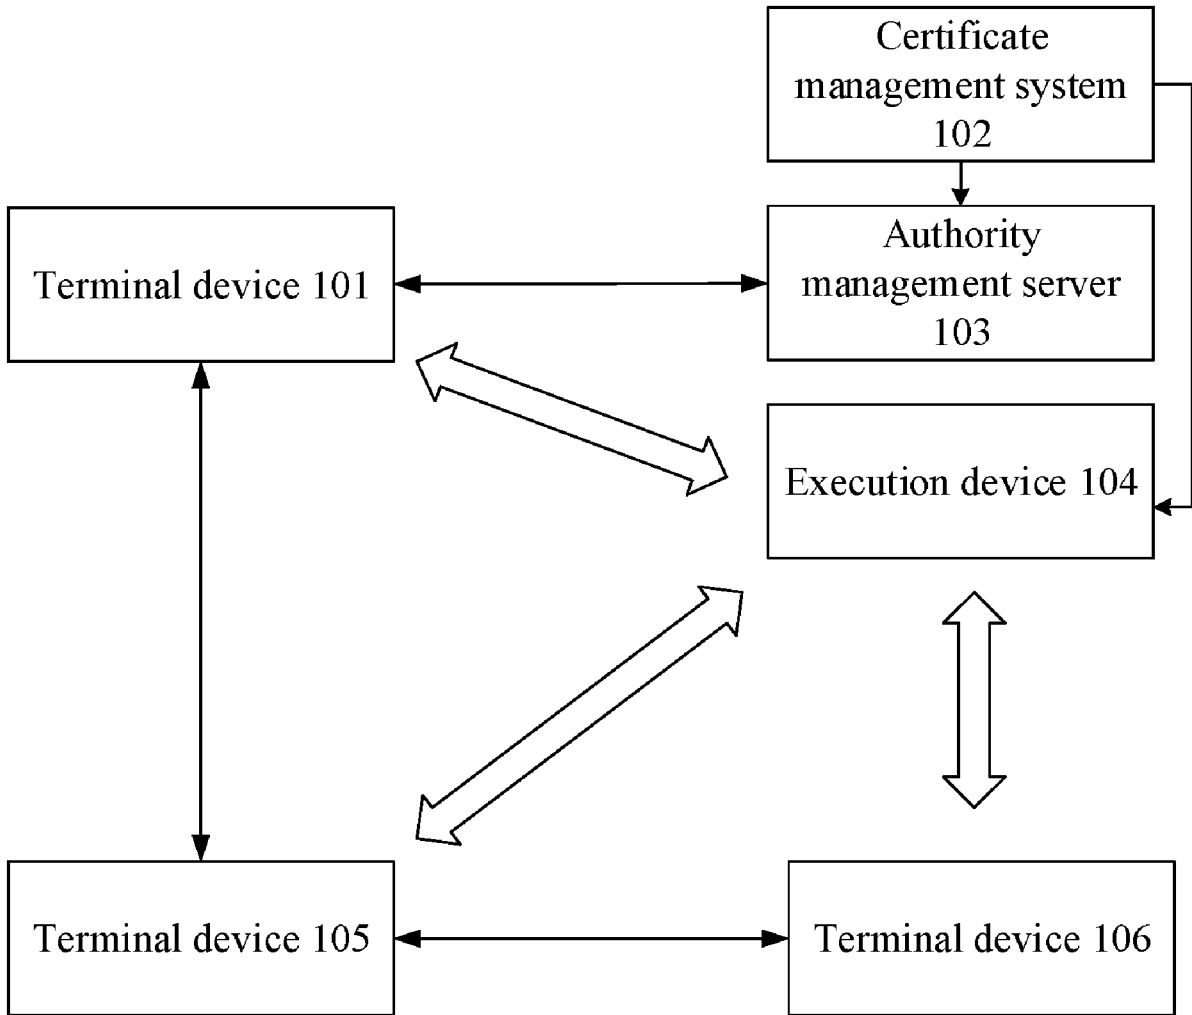 Certificate
management system
102
Authority
management server
103
Terminal device 101
Execution device 104
Terminal device 105
Terminal device 106